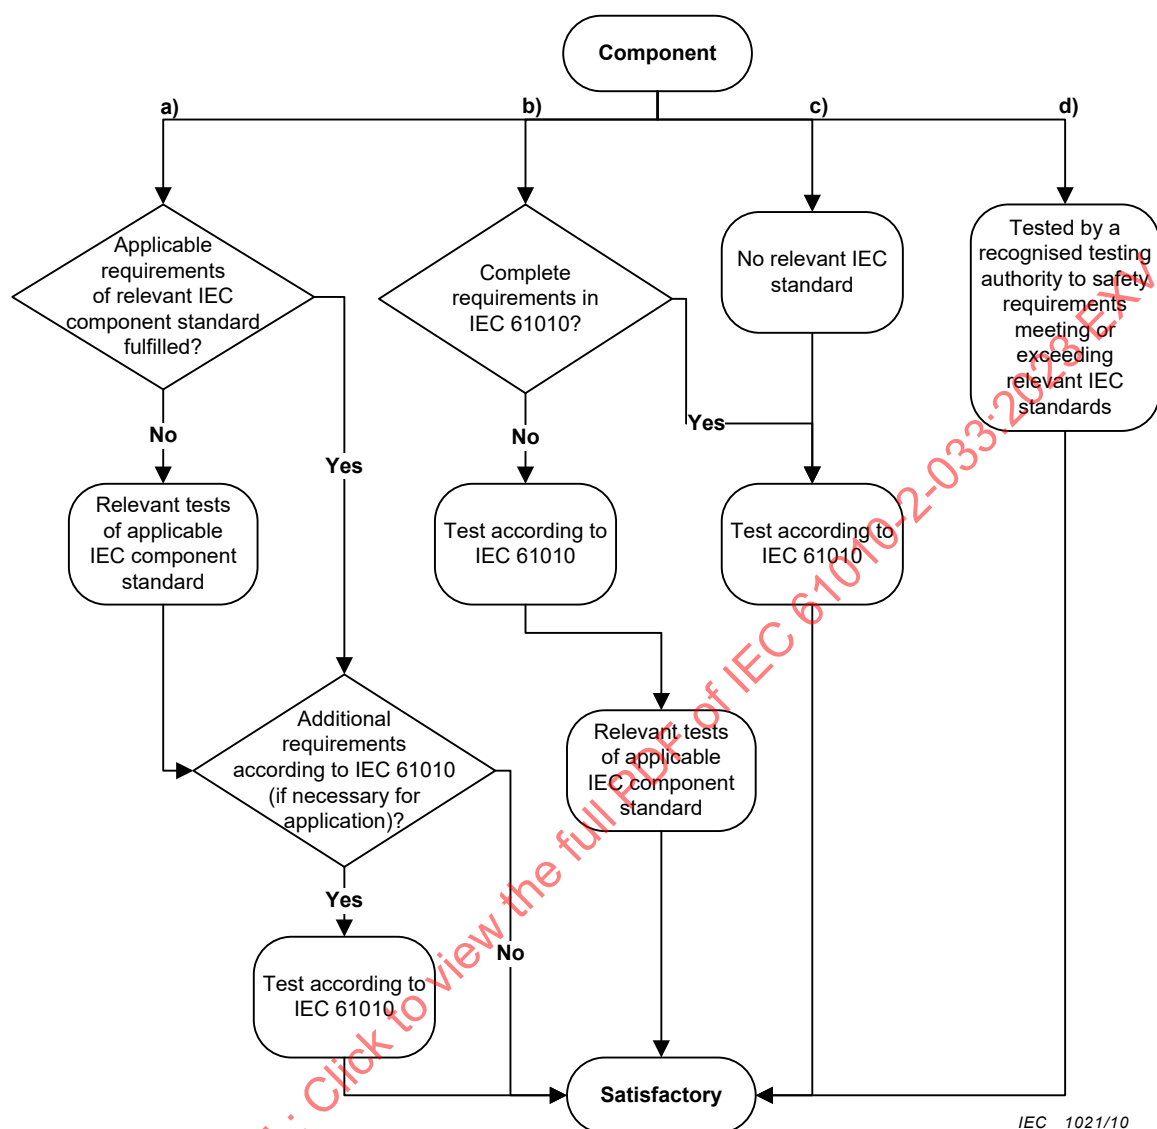 Component
a)
b)
c)
d)
Applicable
requirements
of relevant IEC
component standard
fulfilled?
Complete
requirements in
IEC 61010?
No relevant IEC
standard
Tested by a
recognised testing
authority to safety
requirements
meeting or
exceeding
relevant IEC
standards
No
Yes
No
Yes
Relevant tests
of applicable
IEC component
standard
Test according to
IEC 61010
Test according to
IEC 61010
Additional
requirements
according to IEC 61010
(if necessary for
application)?
Relevant tests
of applicable
IEC component
standard
Yes
No
Test according to
IEC 61010
Satisfactory
IEC 1021/10
: Click to view the full PDF of IEC 61010-2-033:2023 EXV